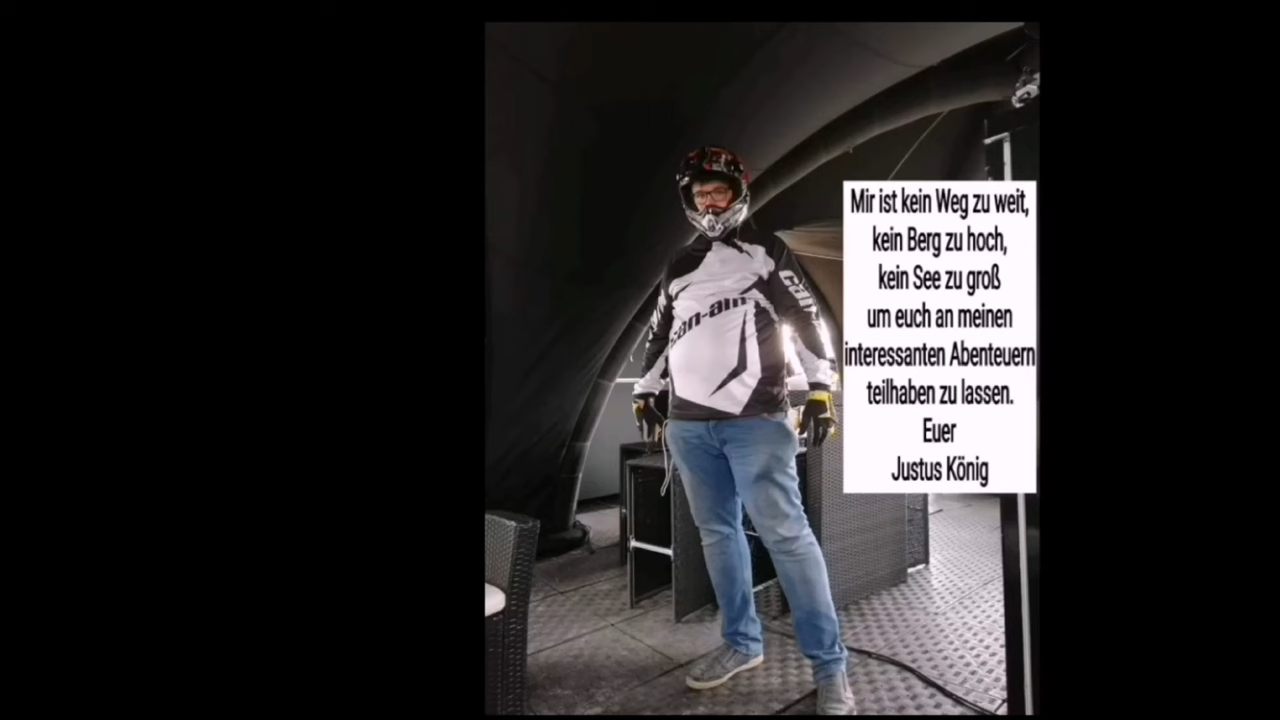 Mir ist kein Weg zu weit,
kein Berg zu hoch,
kein See zu groß
um euch an meinen
interessanten Abenteuern
teilhaben zu lassen.
Euer
Justus König
can-am
can